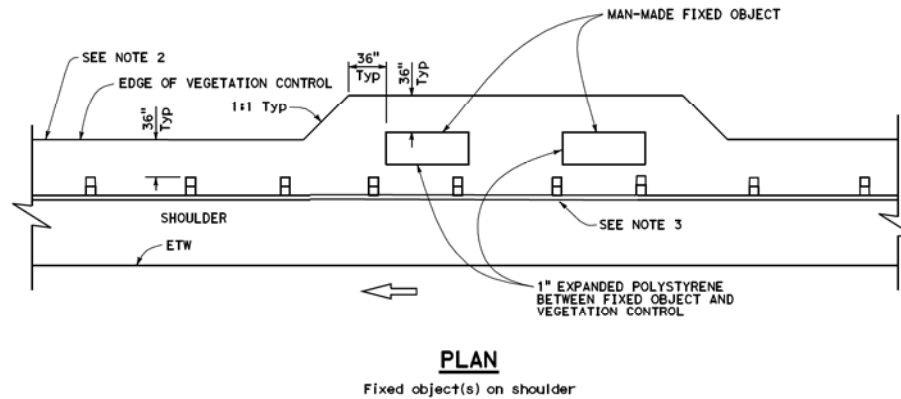 MAN-MADE FIXED OBJECT
36"
Typ
36"
Typ
SEE NOTE 2
EDGE OF VEGETATION CONTROL
1:1 Typ
36"
Typ
SHOULDER
SEE NOTE 3
ETW
1" EXPANDED POLYSTYRENE
BETWEEN FIXED OBJECT AND
VEGETATION CONTROL
PLAN
Fixed object(s) on shoulder